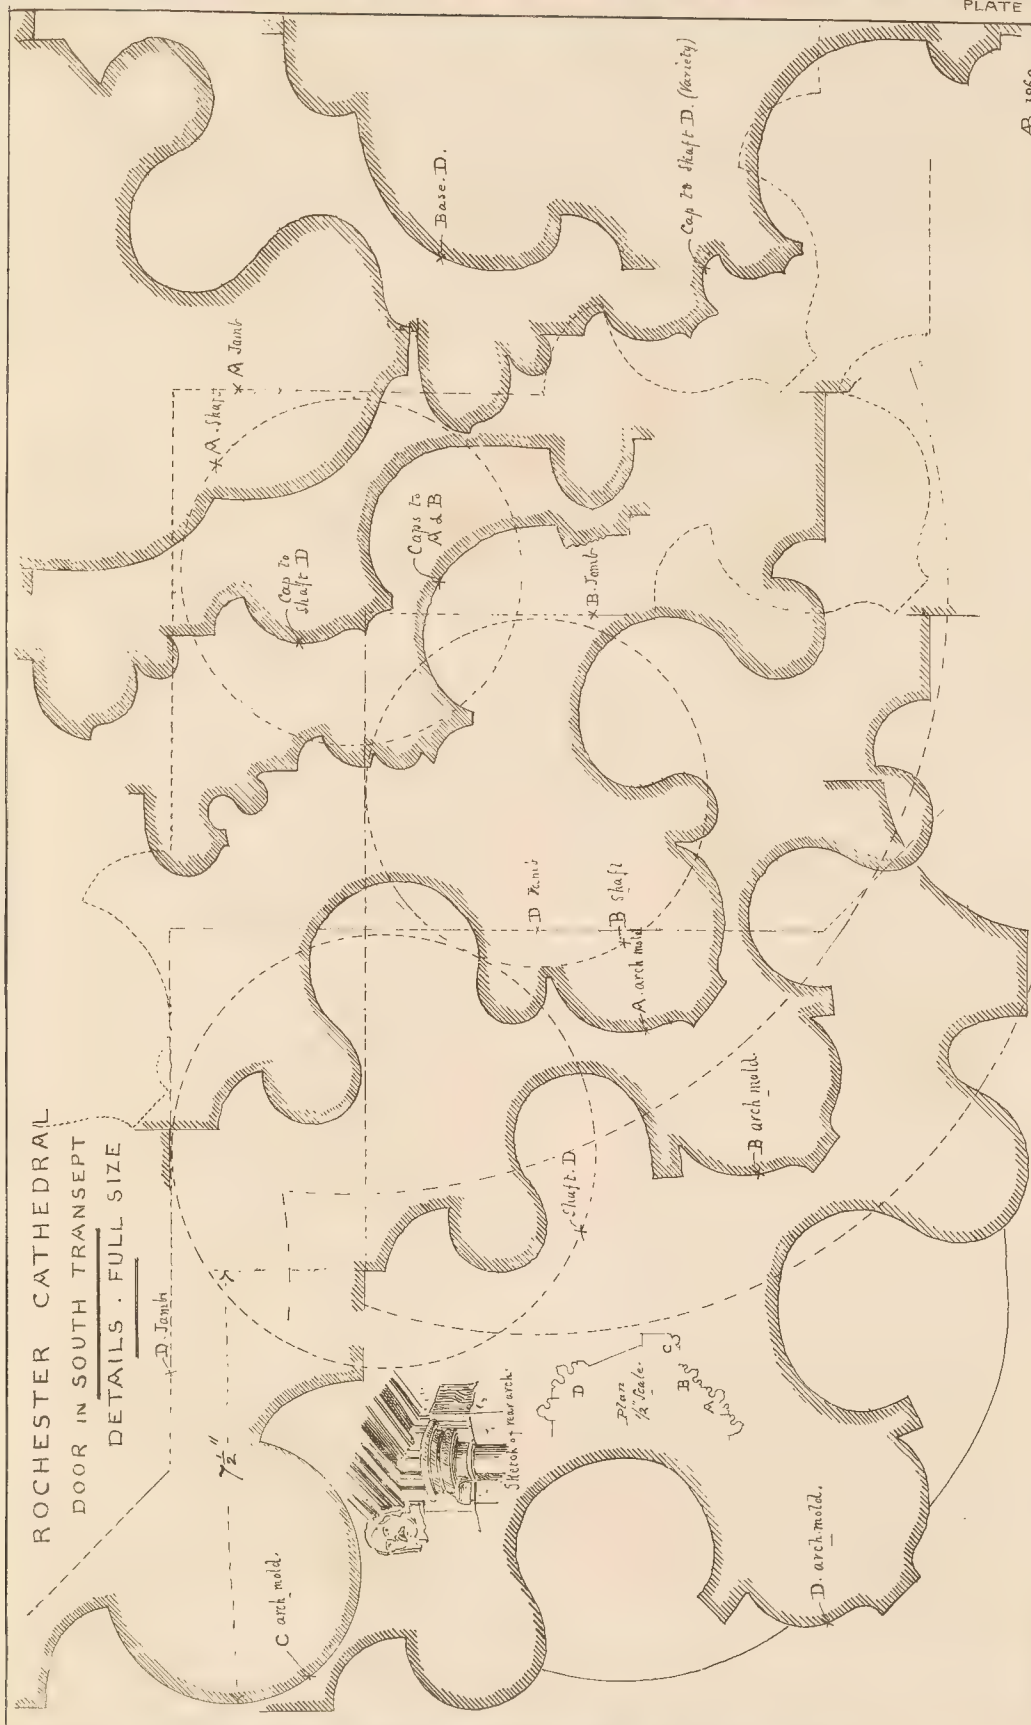 PLATE
ROCHESTER CATHEDRAL
DOOR IN SOUTH TRANSEPT
DETAILS . FULL SIZE
D. Jamb
7½"
C arch mold.
Sketch of rear arch.
D
Plan
½" Scale.
C
B
A
D. arch mold.
Shaft. D
B arch mold.
A. arch mold
B Shaft
D
Cap to
Shaft D
Caps to
A & B
B. Jamb
A. Shaft
A Jamb
Base. D.
Cap to Shaft D. (Variety)